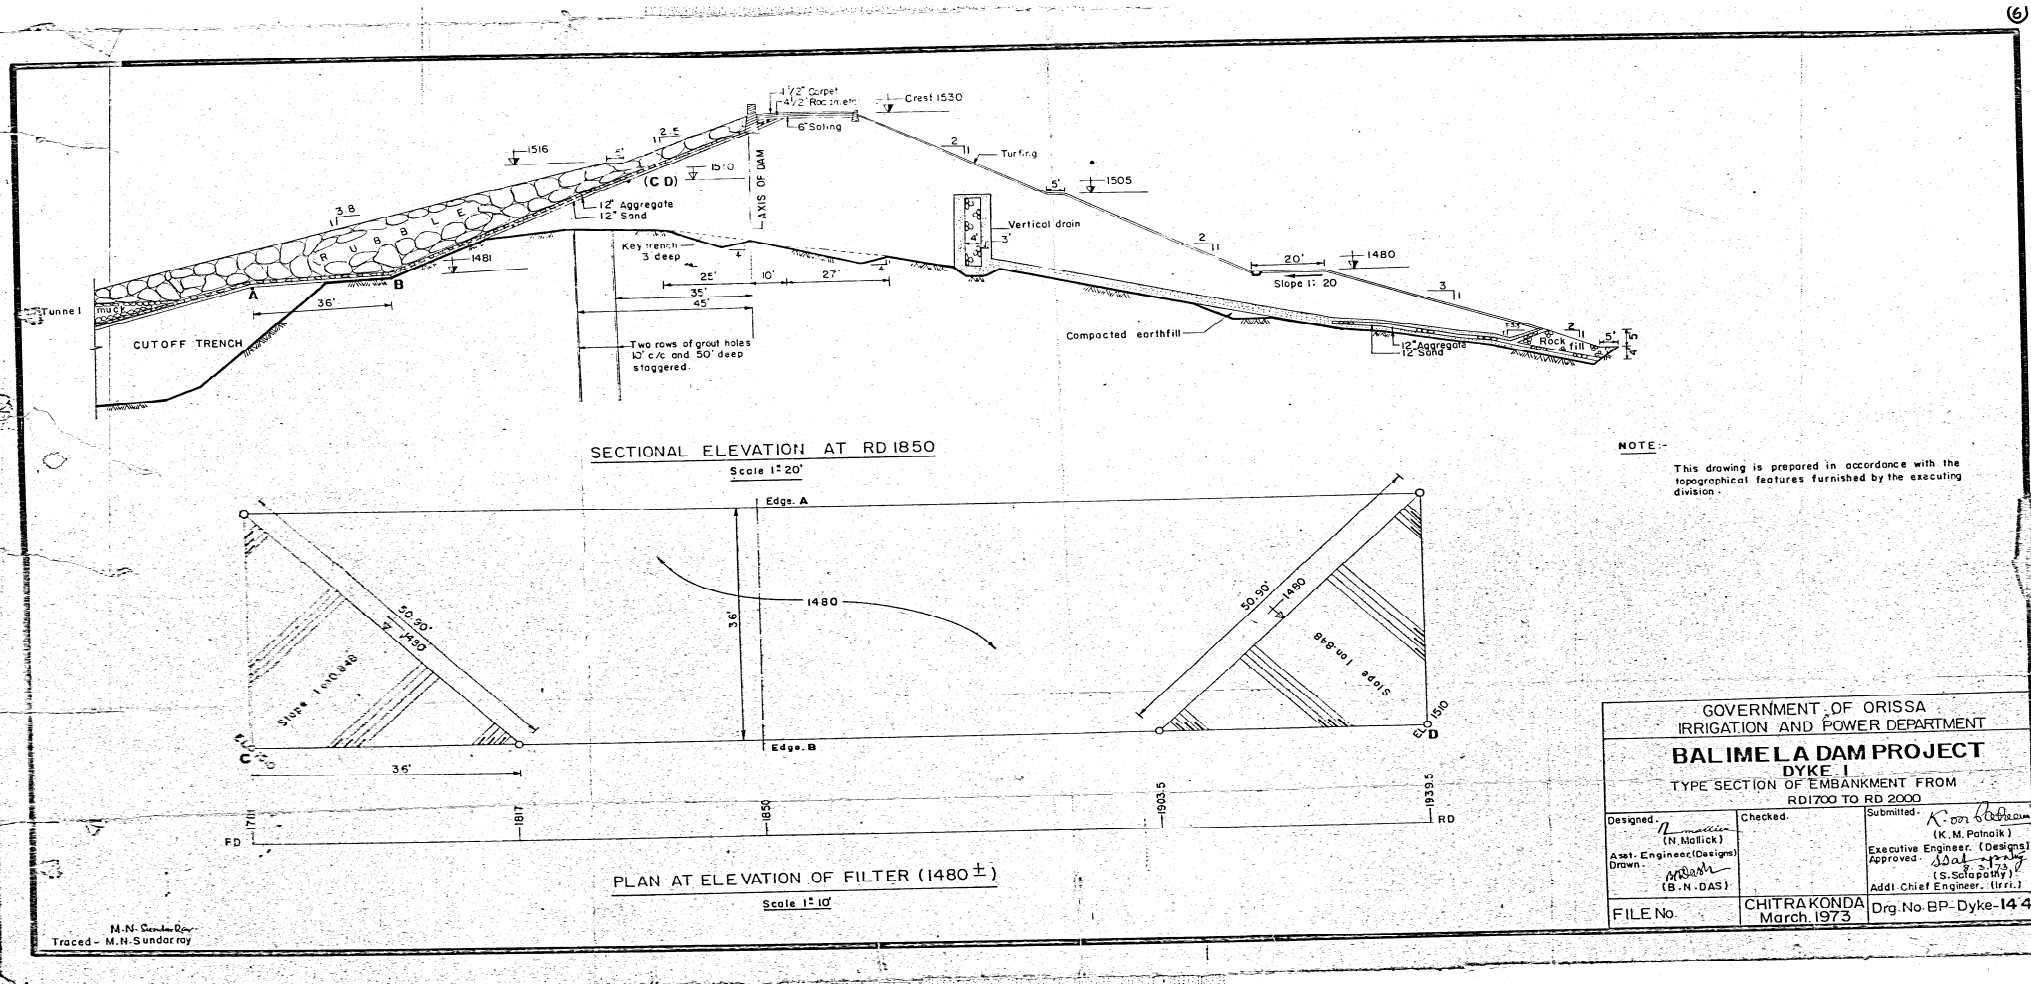 6
1 1/2" Carpet
Crest 1530
6" Soling
2.5
1
1516
5'
1510
(C D)
AXIS OF DAM
2
1
Turfing
5'
1505
3.8
1
RUBBLE
12" Aggregate
12" Sand
Vertical drain
4'
3'
Key trench
3 deep
1481
2
1
20'
1480
Slope 1: 20
A
B
36'
25'
10'
27'
35'
45'
3
1
Tunnel
muck
CUTOFF TRENCH
Compacted earthfill
2
1
Rock
fill
5'
5'
4'
12" Aggregate
12" Sand
Two rows of grout holes
10' c/c and 50' deep
staggered.
SECTIONAL ELEVATION AT RD 1850
Scale 1"=20'
NOTE:-
This drawing is prepared in accordance with the
topographical features furnished by the executing
division.
Edge. A
50.90'
1480
Slope 1 on 0.848
36'
1480
50.90'
1480
Slope 1 on .848
Edge. B
C
EL 1510
D
36'
1817
1850
1903.5
1939.5
RD
PLAN AT ELEVATION OF FILTER (1480 ±)
Scale 1"=10'
GOVERNMENT OF ORISSA
IRRIGATION AND POWER DEPARTMENT
BALIMELA DAM PROJECT
DYKE I
TYPE SECTION OF EMBANKMENT FROM
RD 1700 TO RD 2000
Designed.
(N. Mallick)
Asst. Engineer (Designs)
Drawn.
(B. N. DAS)
Checked.
Submitted.
(K. M. Patnaik)
Executive Engineer. (Designs)
Approved.
(S. Satapathy)
Addl. Chief Engineer. (Irri.)
FILE No.
CHITRAKONDA
March. 1973
Drg. No. BP-Dyke-144
M.N. Sundar Ray
Traced - M.N. Sundarray